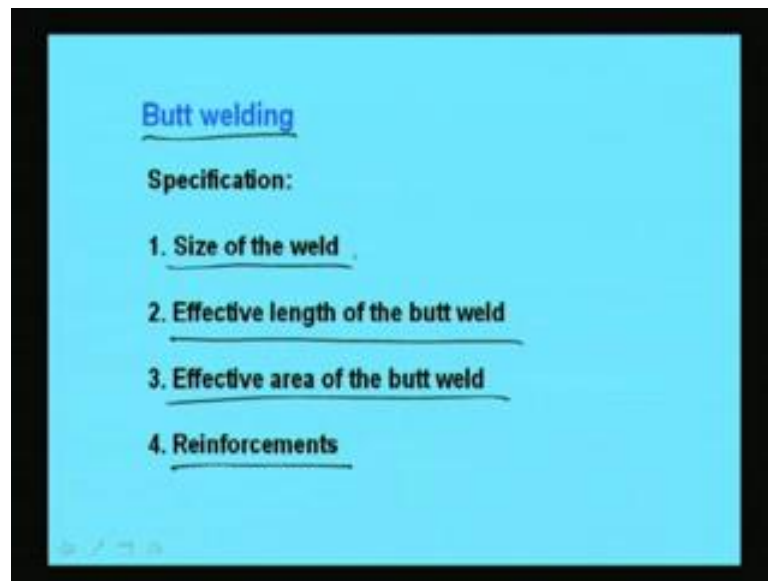 Butt welding
Specification:
1. Size of the weld
2. Effective length of the butt weld
3. Effective area of the butt weld
4. Reinforcements